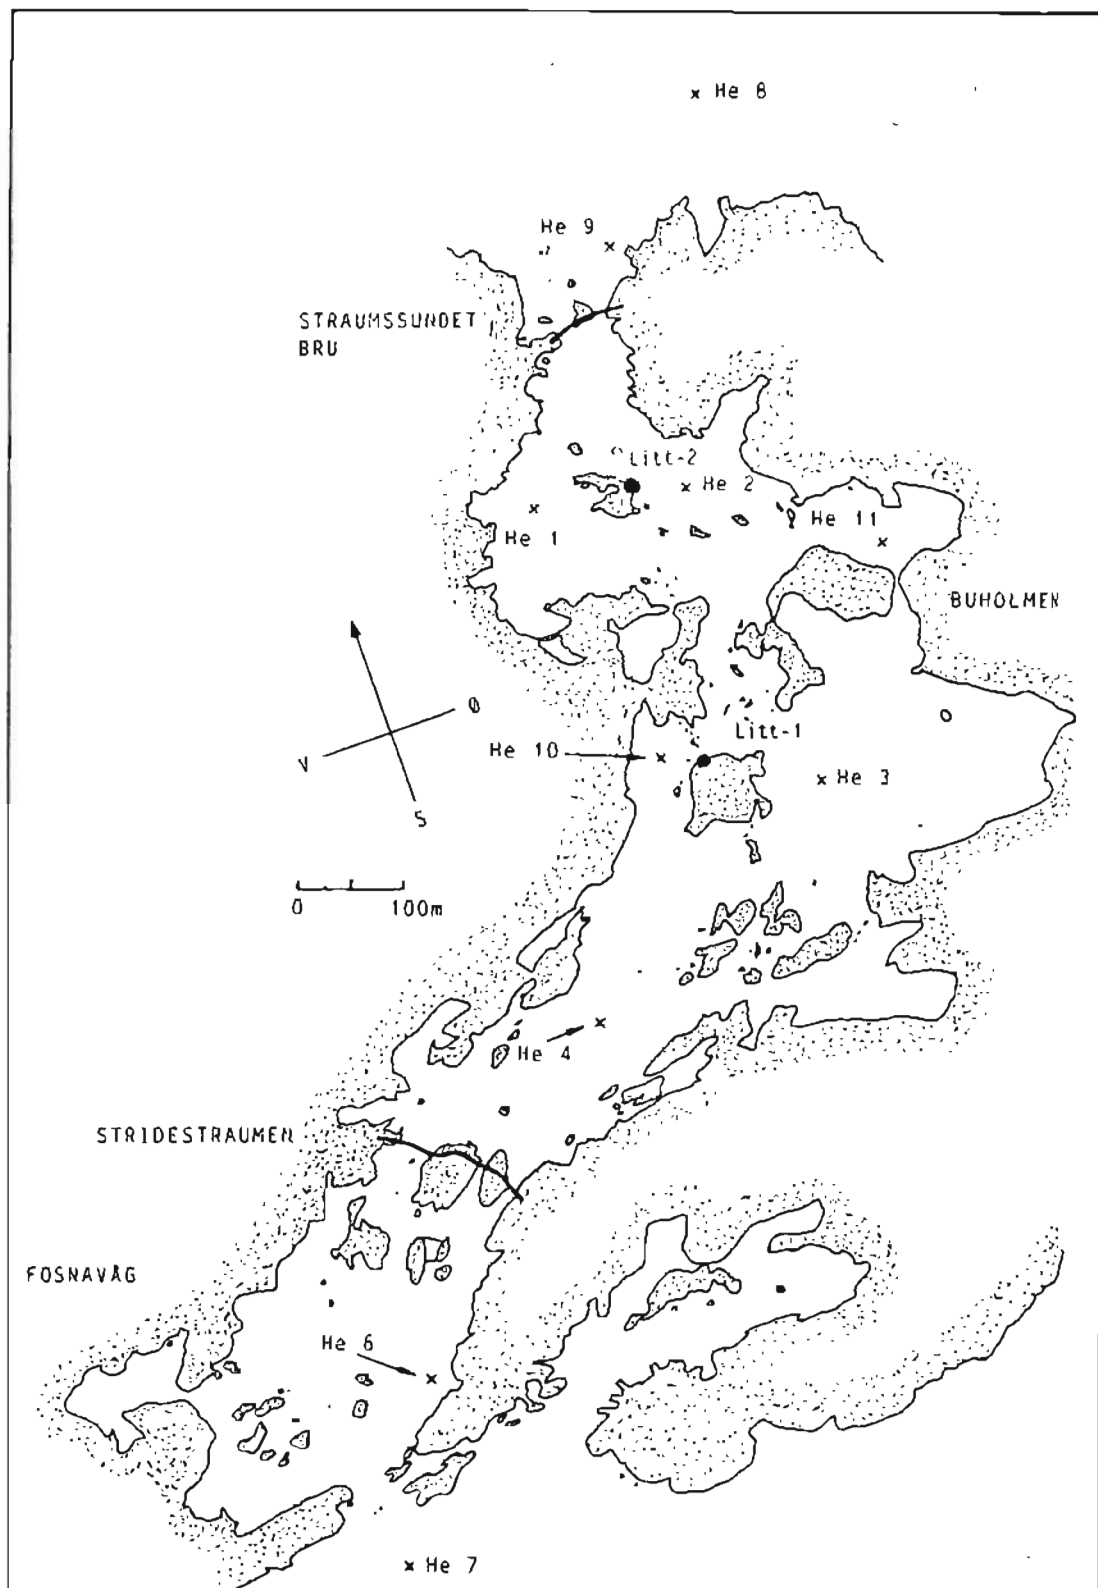 He 8
He 9
STRAUMSSUNDET
BRU
Litt-2
He 2
He 11
He 1
BUHOLMEN
Ø
Litt-1
He 10
V
He 3
S
0 100m
He 4
STRIDESTRAUMEN
FOSNAVÅG
He 6
He 7